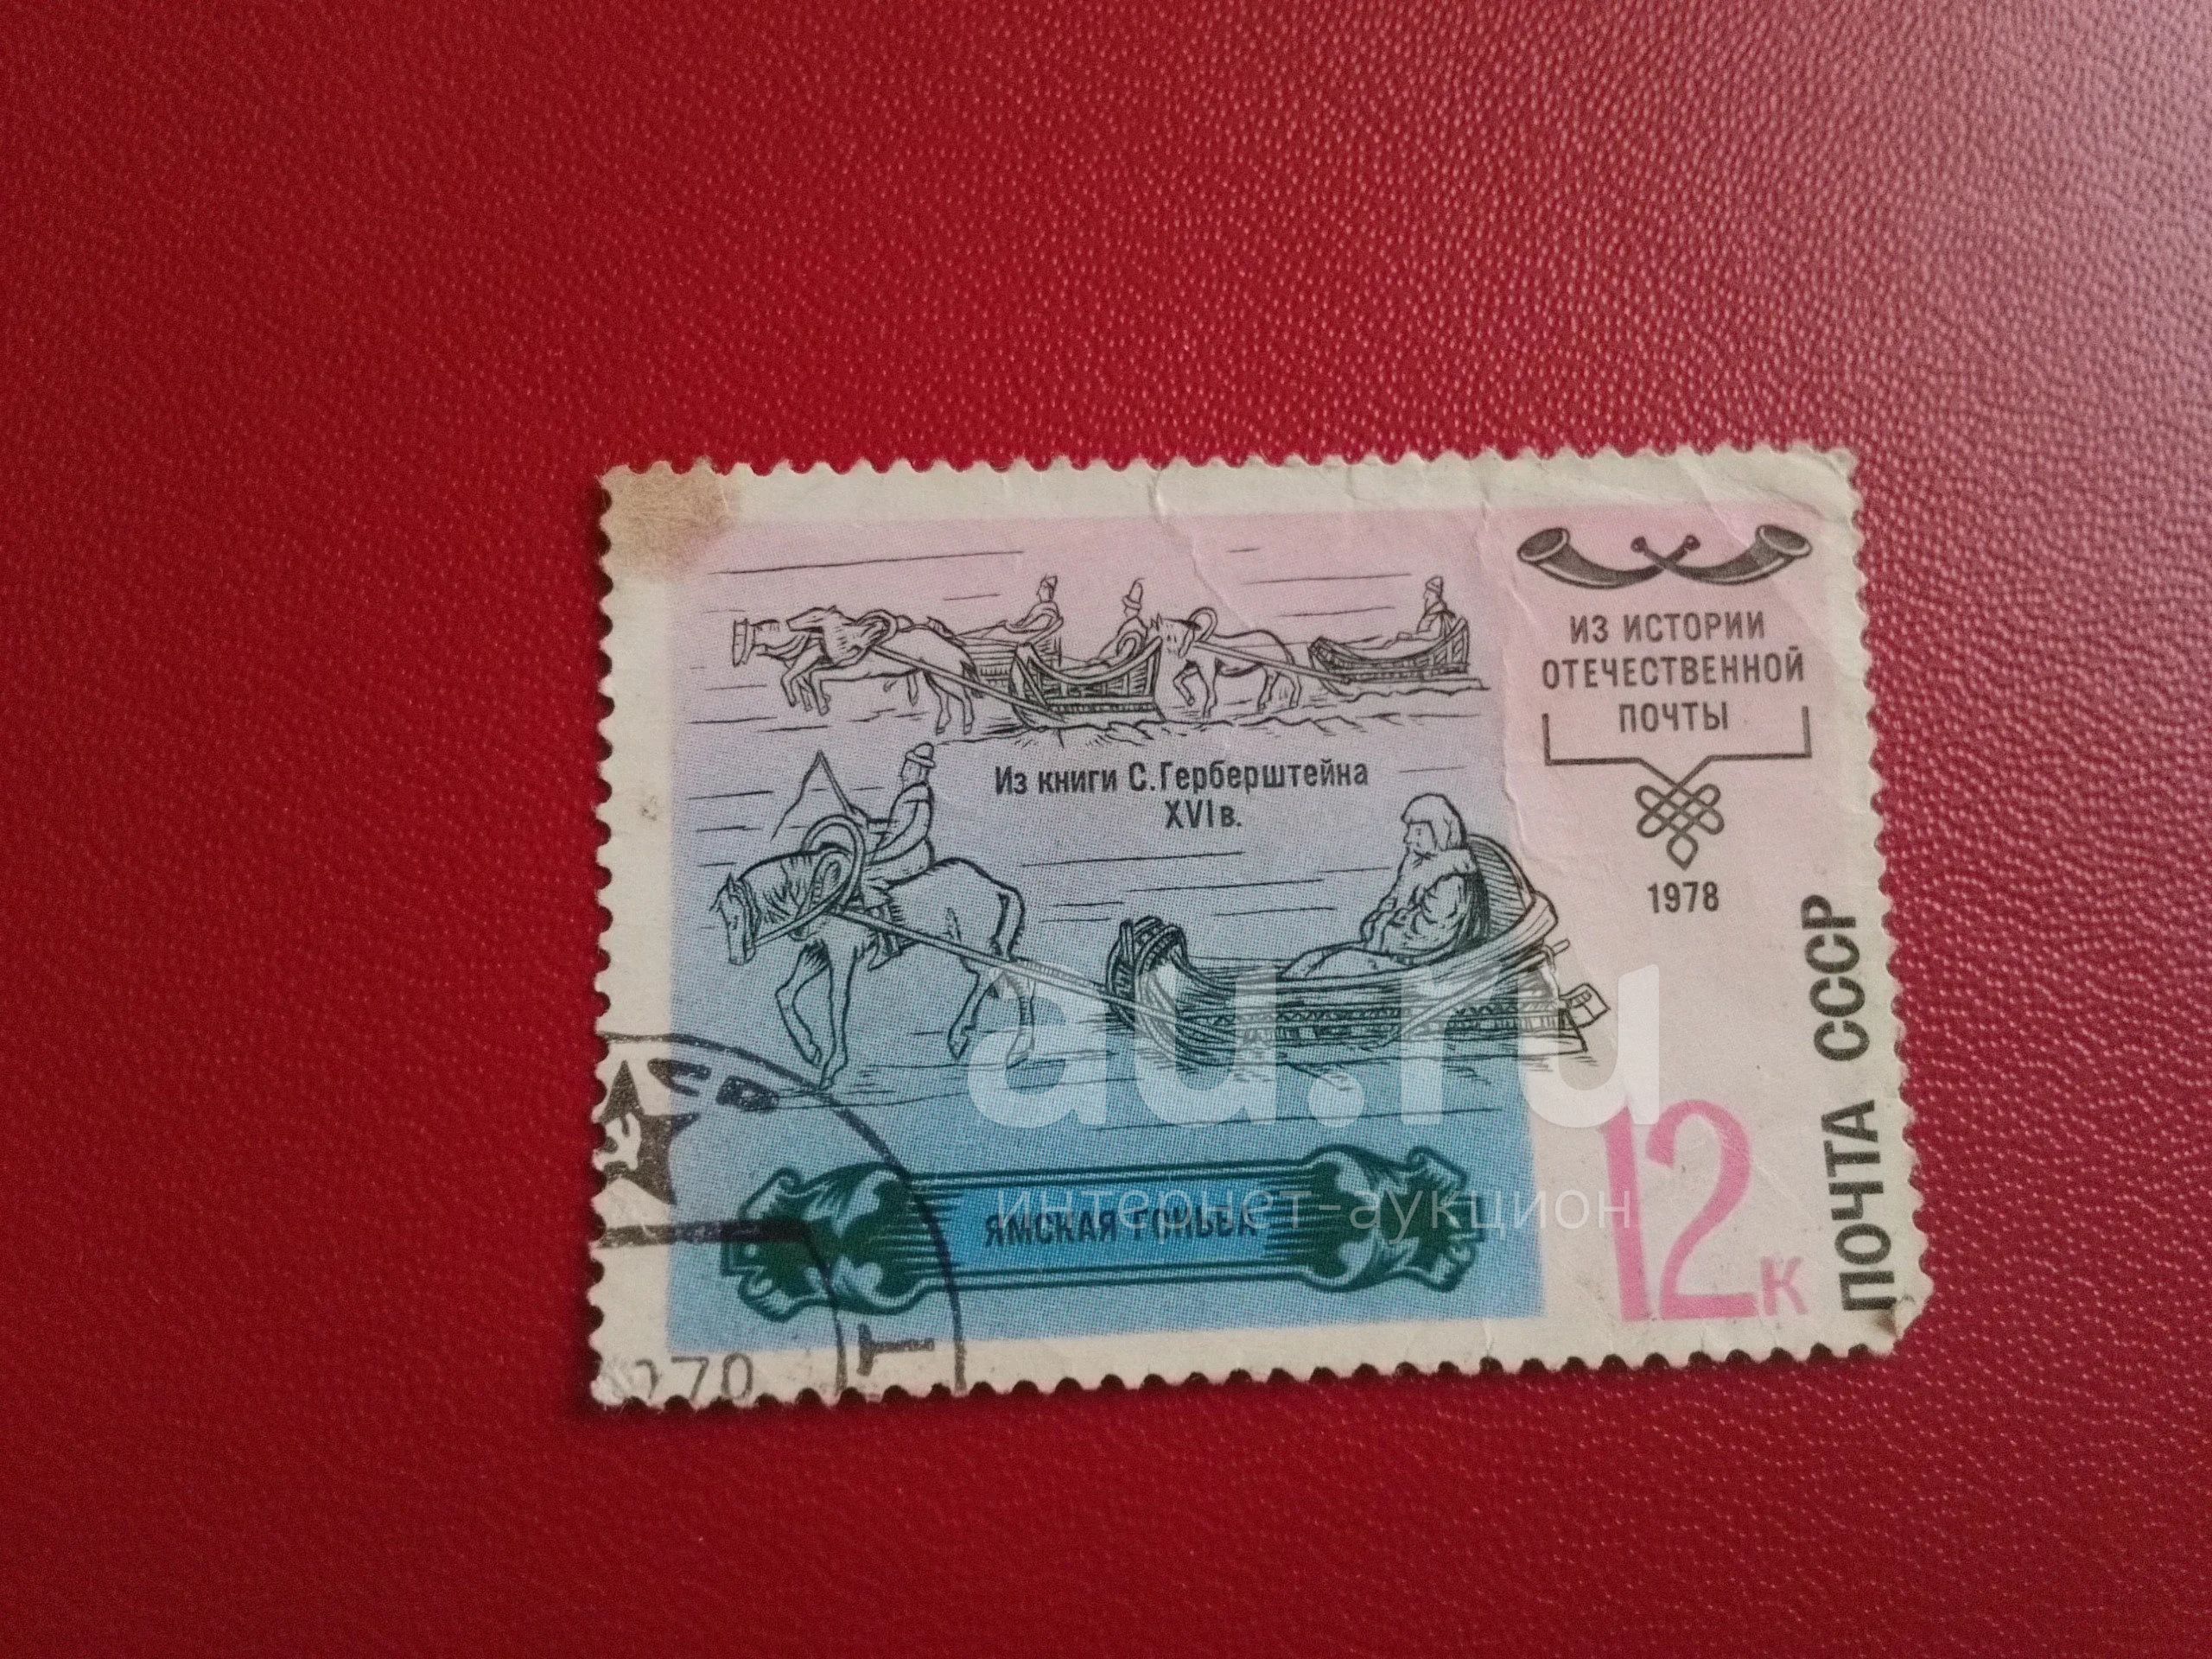 ИЗ ИСТОРИИ
ОТЕЧЕСТВЕННОЙ
ПОЧТЫ
1978
Из книги С.Герберштейна
XVI в.
ЯМСКАЯ ГОНЬБА
12к
ПОЧТА СССР
au.ru
интернет-аукцион